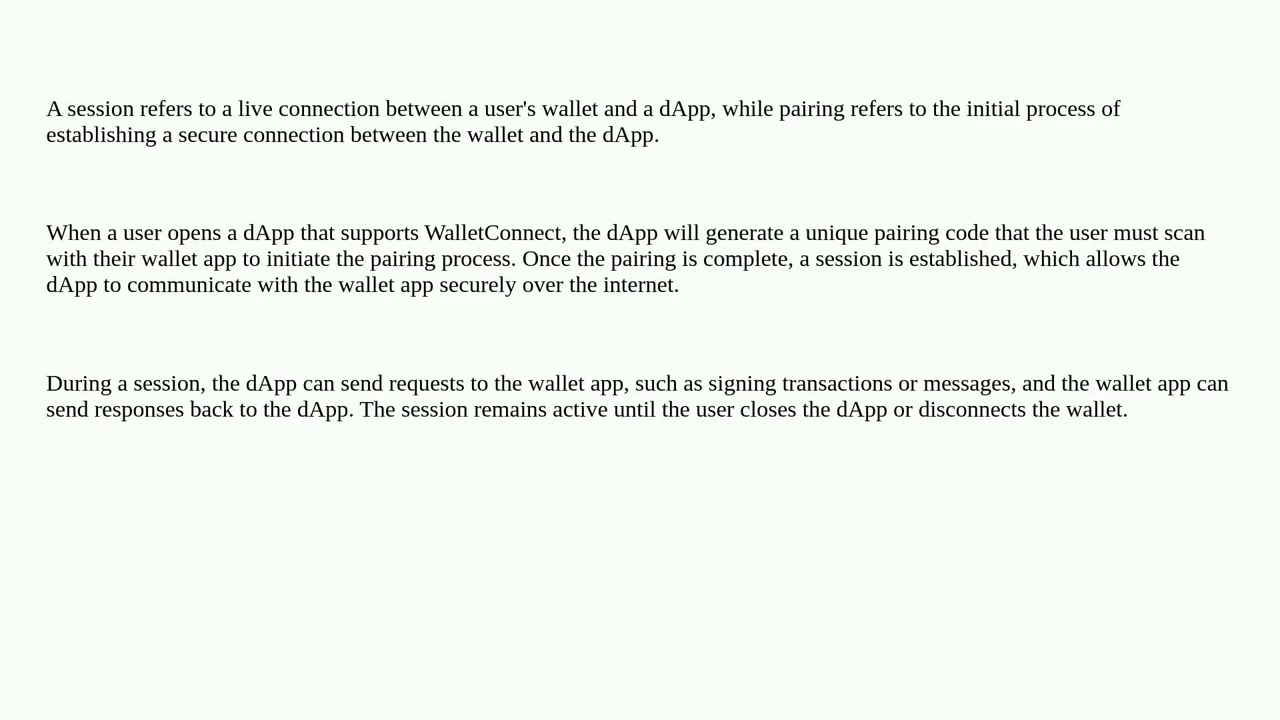 A session refers to a live connection between a user's wallet and a dApp, while pairing refers to the initial process of
establishing a secure connection between the wallet and the dApp.
When a user opens a dApp that supports WalletConnect, the dApp will generate a unique pairing code that the user must scan
with their wallet app to initiate the pairing process. Once the pairing is complete, a session is established, which allows the
dApp to communicate with the wallet app securely over the internet.
During a session, the dApp can send requests to the wallet app, such as signing transactions or messages, and the wallet app can
send responses back to the dApp. The session remains active until the user closes the dApp or disconnects the wallet.